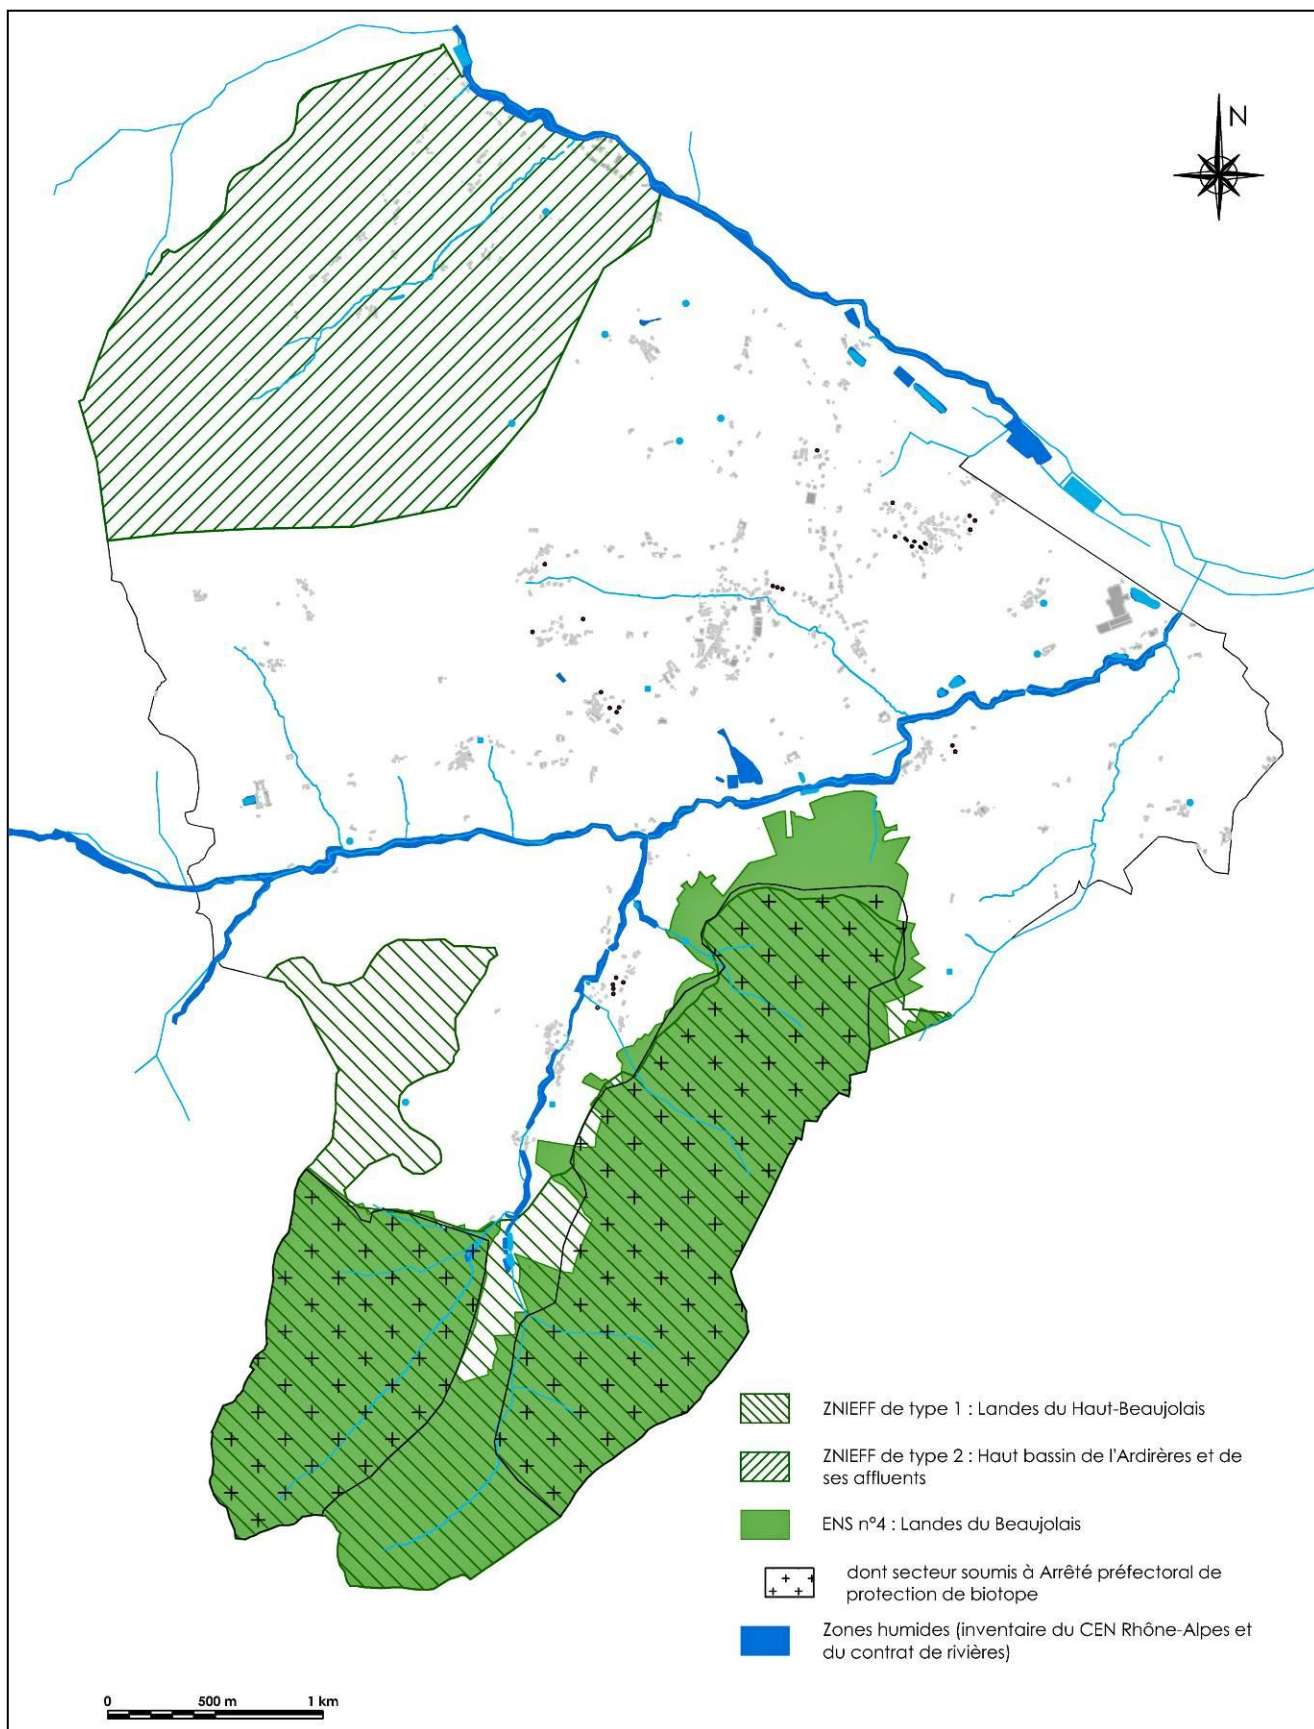 N
ZNIEFF de type 1 : Landes du Haut-Beaujolais
ZNIEFF de type 2 : Haut bassin de l'Ardirères et de
ses affluents
ENS n°4 : Landes du Beaujolais
dont secteur soumis à Arrêté préfectoral de
protection de biotope
Zones humides (inventaire du CEN Rhône-Alpes et
du contrat de rivières)
0 500 m 1 km